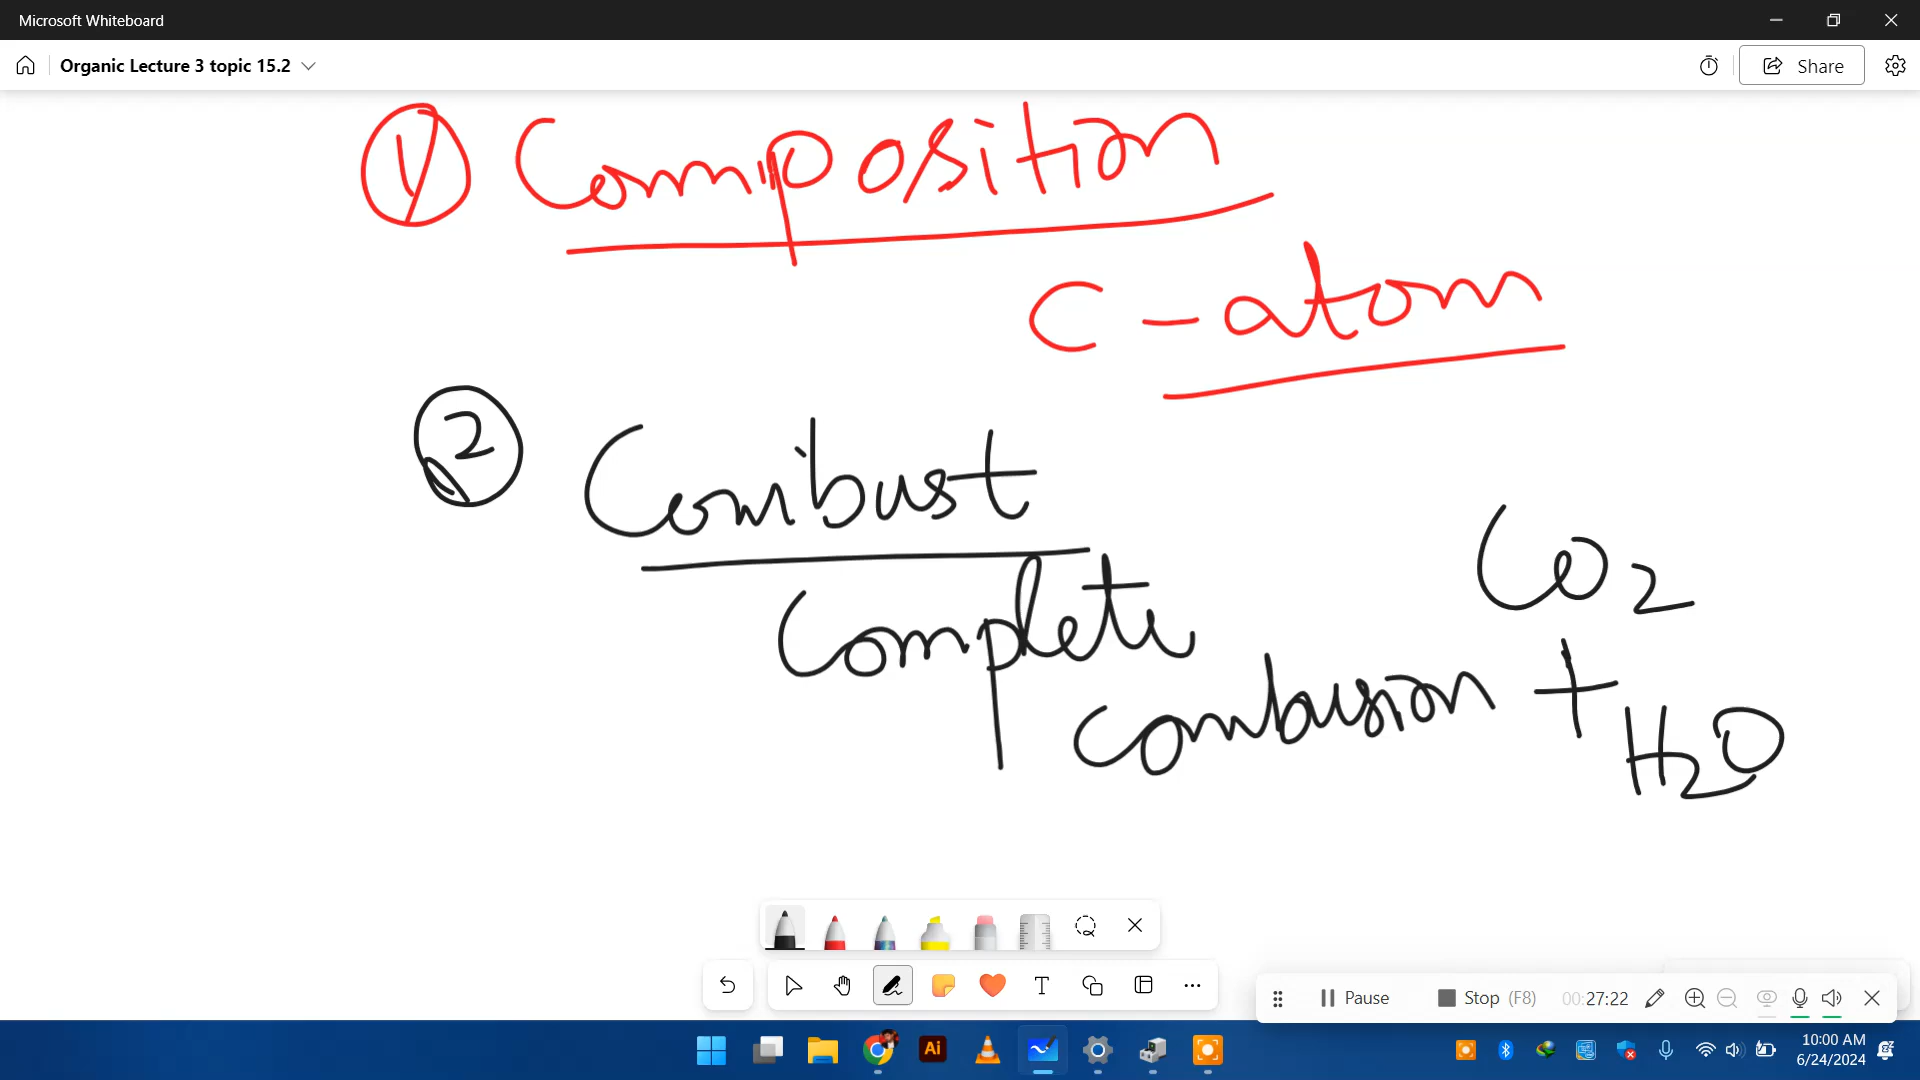 Microsoft Whiteboard
Organic Lecture 3 topic 15.2
Share
1 Composition
C - atom
2 Combust
Complete
combusion
CO2
+
H2O
T
Pause
Stop (F8)
00:27:22
Ai
10:00 AM
6/24/2024